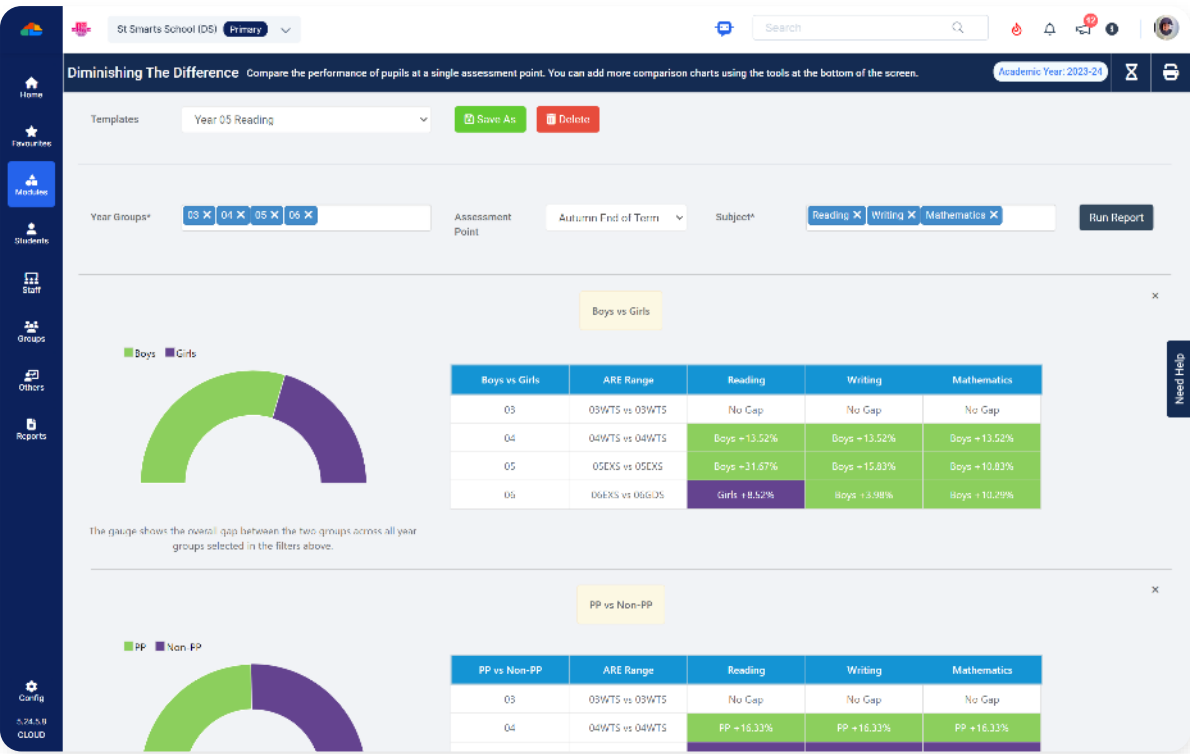 St Smarts School (DS) Primary
Search
12
Diminishing The Difference Compare the performance of pupils at a single assessment point. You can add more comparison charts using the tools at the bottom of the screen.
Academic Year: 2023-24
Home
Favourites
Modules
Students
Staff
Groups
Others
Reports
Config
5.24.5.9
CLOUD
Templates Year 05 Reading Save As Delete
Year Groups* 03 × 04 × 05 × 06 ×
Assessment
Point
Autumn End of Term
Subject* Reading × Writing × Mathematics ×
Run Report
Need Help
Boys vs Girls
Boys Girls
Boys vs Girls ARE Range Reading Writing Mathematics
03 03WTS vs 03WTS No Gap No Gap No Gap
04 04WTS vs 04WTS Boys +13.52% Boys +13.52% Boys +13.52%
05 05EXS vs 05EXS Boys +31.67% Boys +15.83% Boys +10.83%
06 06EXS vs 06GDS Girls +8.52% Boys +3.98% Boys +10.29%
The gauge shows the overall gap between the two groups across all year
groups selected in the filters above.
PP vs Non-PP
PP Non-PP
PP vs Non-PP ARE Range Reading Writing Mathematics
03 03WTS vs 03WTS No Gap No Gap No Gap
04 04WTS vs 04WTS PP +16.33% PP +16.33% PP +16.33%